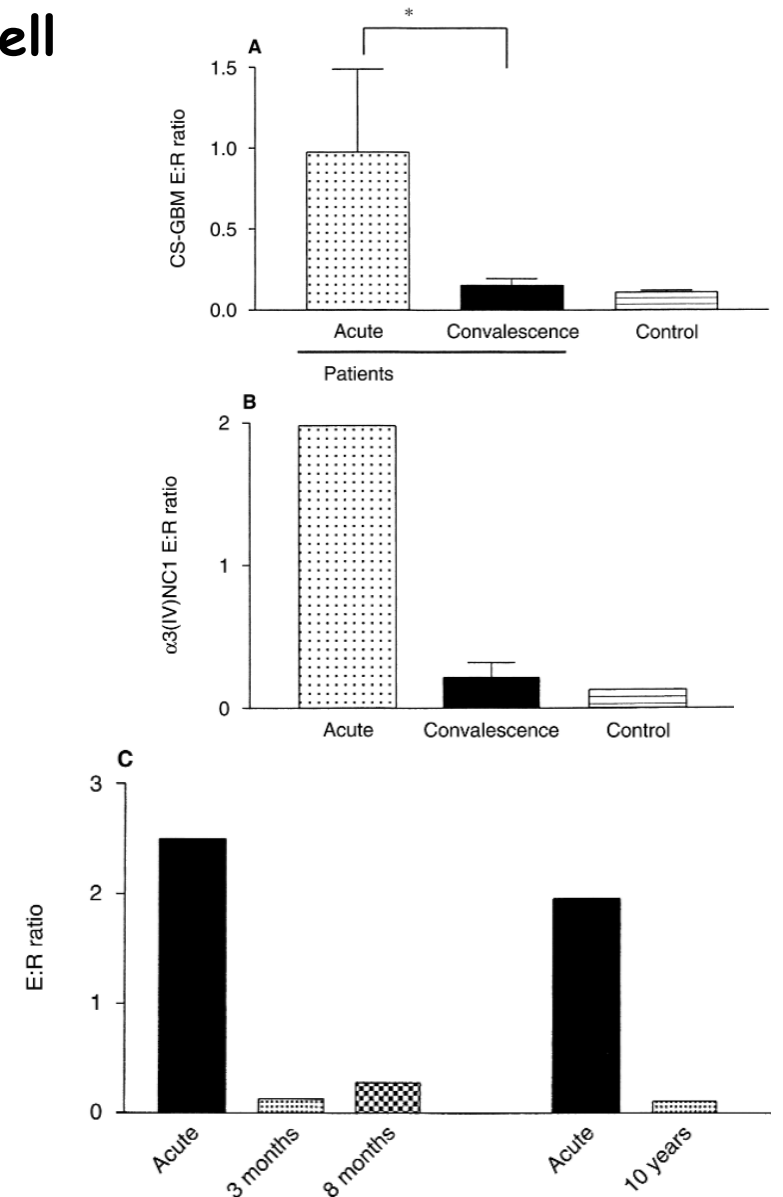 ell
*
A
1.5
1.0
0.5
0.0
CS-GBM E:R ratio
Acute Convalescence Control
Patients
B
2
1
0
α3(IV)NC1 E:R ratio
Acute Convalescence Control
C
3
2
1
0
E:R ratio
Acute 3 months 8 months Acute 10 years